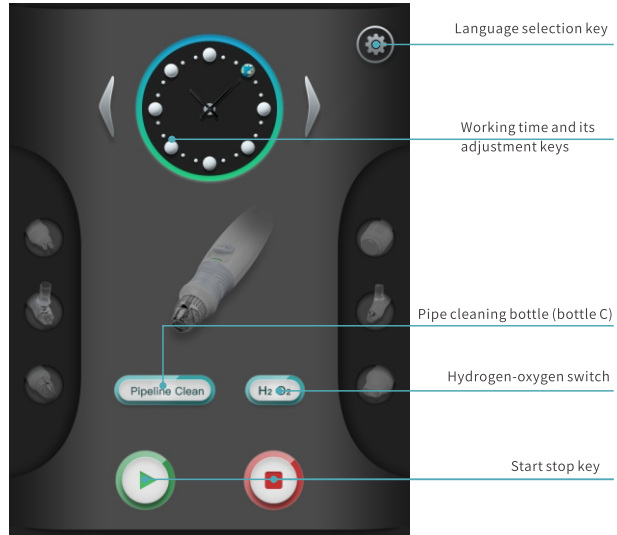 Language selection key
Working time and its
adjustment keys
Pipe cleaning bottle (bottle C)
Pipeline Clean
H2 O2
Hydrogen-oxygen switch
Start stop key